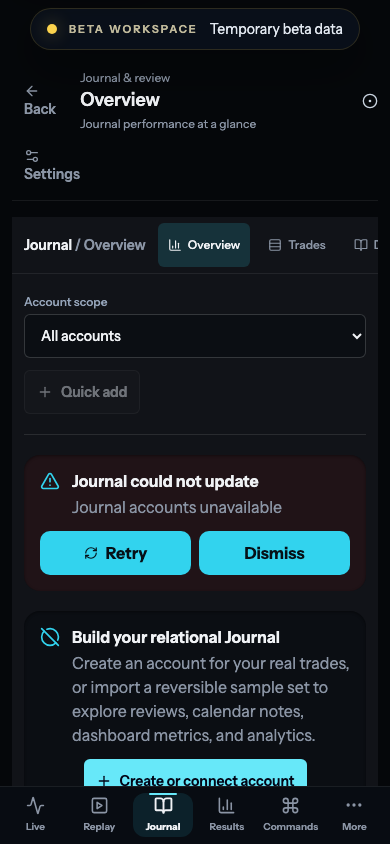 BETA WORKSPACE Temporary beta data
Journal & review
Back
Overview
Journal performance at a glance
Settings
Journal / Overview
Overview
Trades
D
Account scope
All accounts
Quick add
Journal could not update
Journal accounts unavailable
Retry
Dismiss
Build your relational Journal
Create an account for your real trades,
or import a reversible sample set to
explore reviews, calendar notes,
dashboard metrics, and analytics.
Create or connect account
Live
Replay
Journal
Results
Commands
More